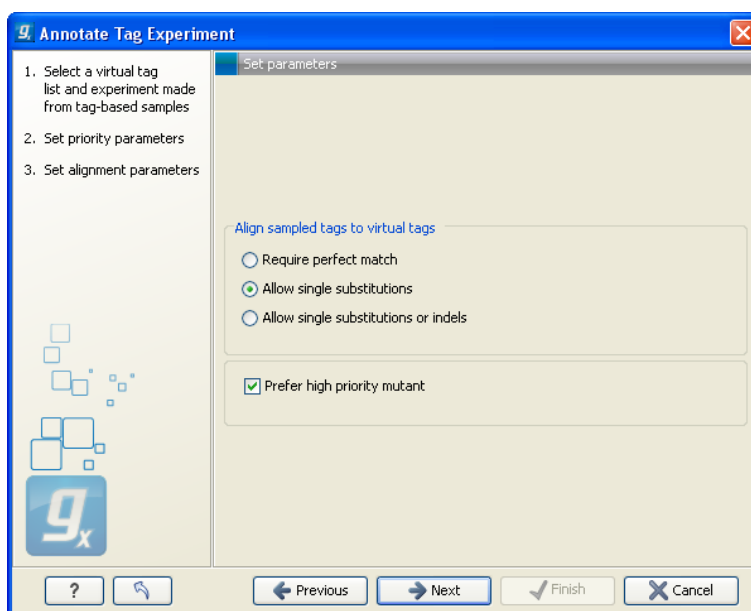 Annotate Tag Experiment
1. Select a virtual tag
list and experiment made
from tag-based samples
2. Set priority parameters
3. Set alignment parameters
Set parameters
Align sampled tags to virtual tags
Require perfect match
Allow single substitutions
Allow single substitutions or indels
Prefer high priority mutant
gx
? Previous Next Finish Cancel